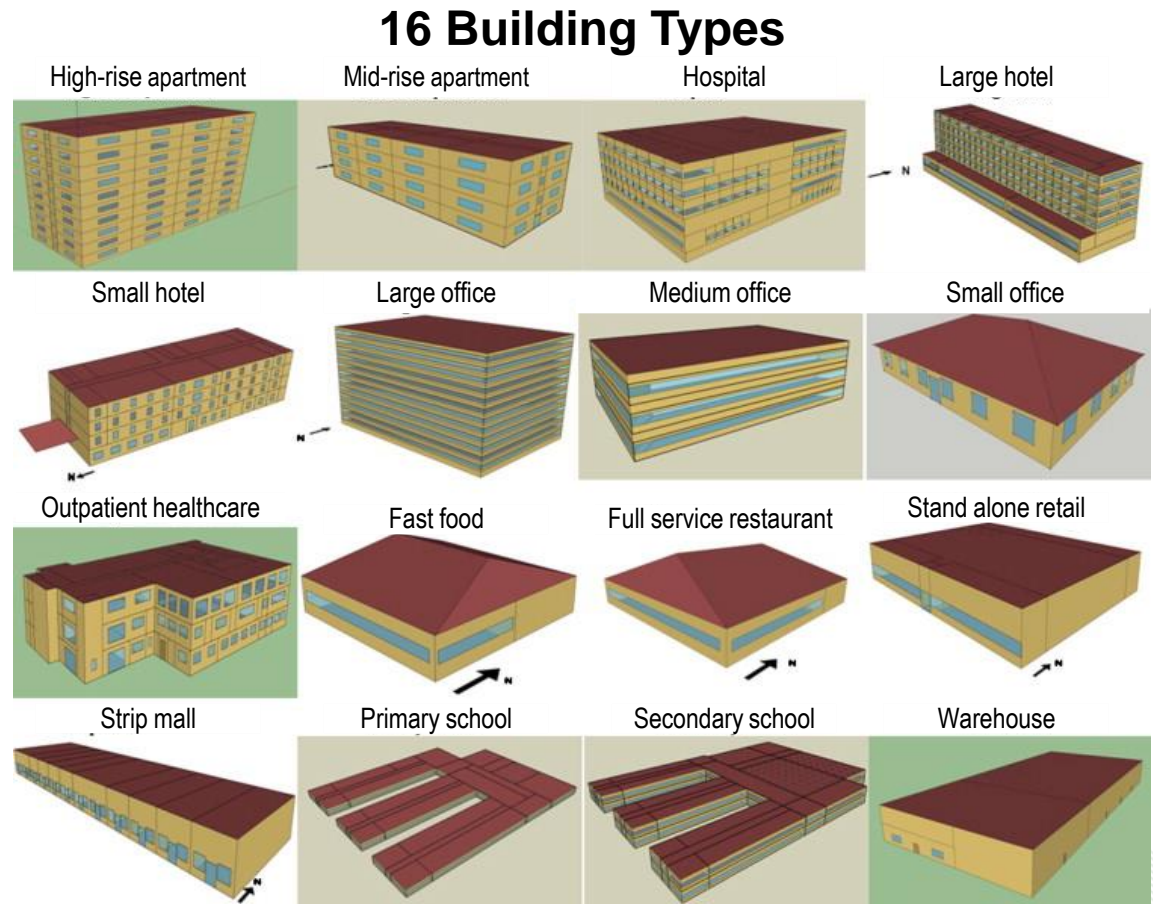 16 Building Types
High-rise apartment
Mid-rise apartment
Hospital
Large hotel
N
Small hotel
Large office
Medium office
Small office
N
N
Outpatient healthcare
Fast food
Full service restaurant
Stand alone retail
N
N
N
Strip mall
Primary school
Secondary school
Warehouse
N